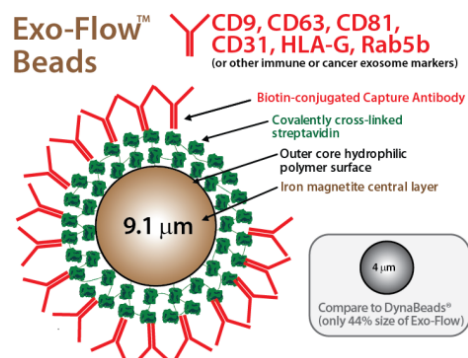 Exo-Flow™
Beads
CD9, CD63, CD81,
CD31, HLA-G, Rab5b
(or other immune or cancer exosome markers)
Biotin-conjugated Capture Antibody
Covalently cross-linked
streptavidin
Outer core hydrophilic
polymer surface
Iron magnetite central layer
9.1 µm
4 µm
Compare to DynaBeads®
(only 44% size of Exo-Flow)